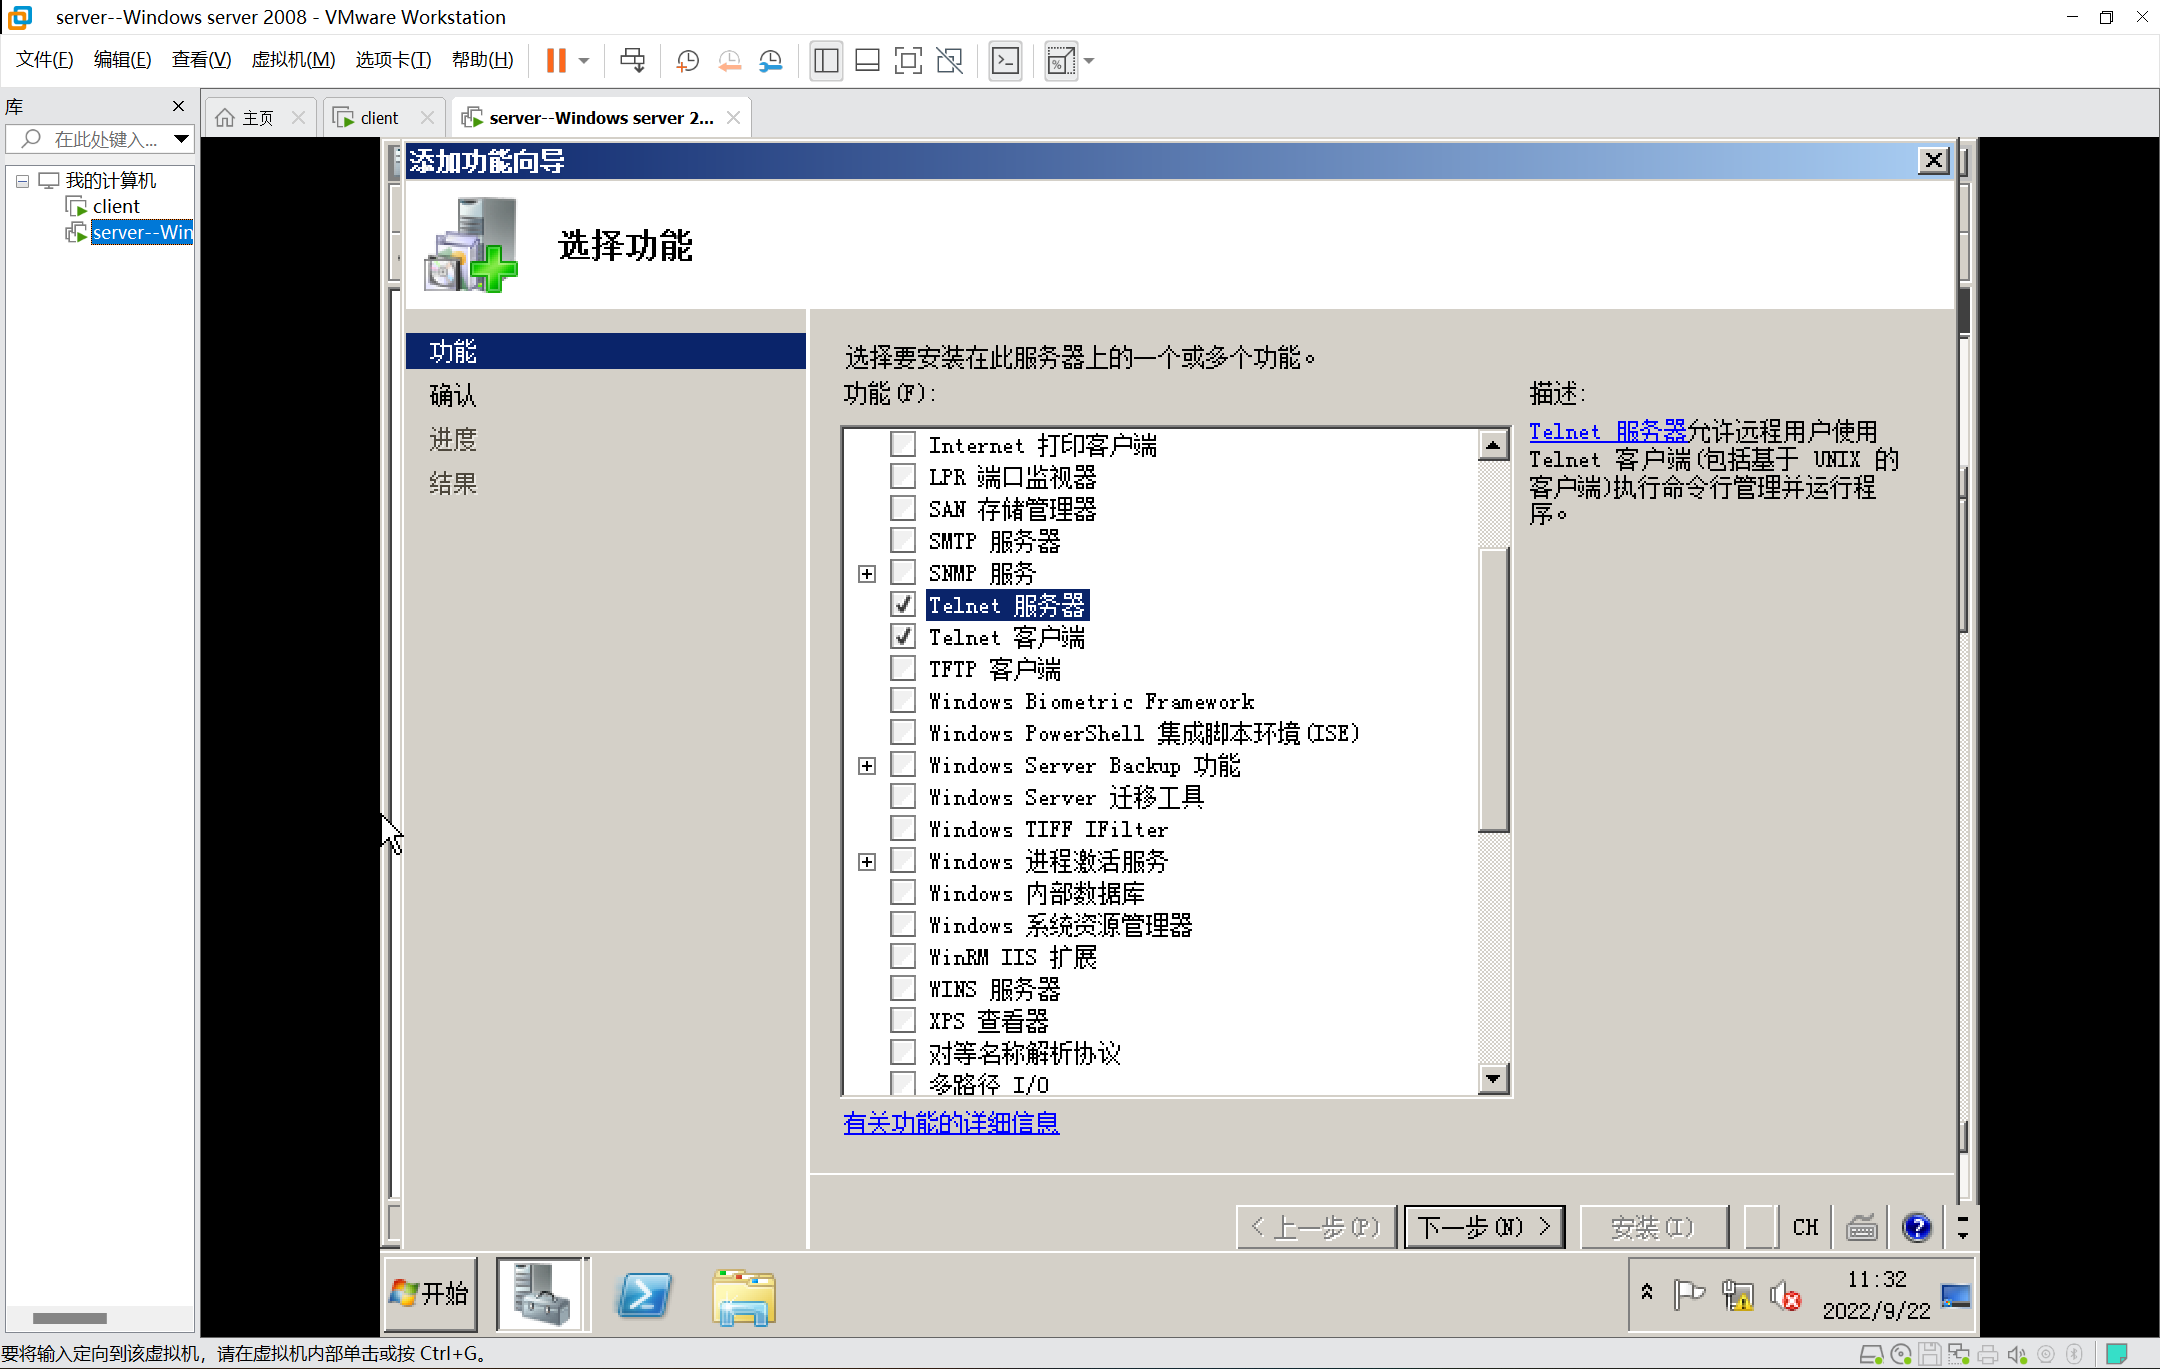 server--Windows server 2008 - VMware Workstation
文件(F) 编辑(E) 查看(V) 虚拟机(M) 选项卡(T) 帮助(H)
库
主页
client
server--Windows server 2...
在此处键入...
我的计算机
client
server--Win
添加功能向导
选择功能
功能
确认
进度
结果
选择要安装在此服务器上的一个或多个功能。
功能(F):
Internet 打印客户端
LPR 端口监视器
SAN 存储管理器
SMTP 服务器
SNMP 服务
Telnet 服务器
Telnet 客户端
TFTP 客户端
Windows Biometric Framework
Windows PowerShell 集成脚本环境(ISE)
Windows Server Backup 功能
Windows Server 迁移工具
Windows TIFF IFilter
Windows 进程激活服务
Windows 内部数据库
Windows 系统资源管理器
WinRM IIS 扩展
WINS 服务器
XPS 查看器
对等名称解析协议
多路径 I/O
有关功能的详细信息
描述:
Telnet 服务器允许远程用户使用
Telnet 客户端(包括基于 UNIX 的
客户端)执行命令行管理并运行程
序。
< 上一步(P)
下一步(N) >
安装(I)
CH
开始
11:32
2022/9/22
要将输入定向到该虚拟机，请在虚拟机内部单击或按 Ctrl+G。